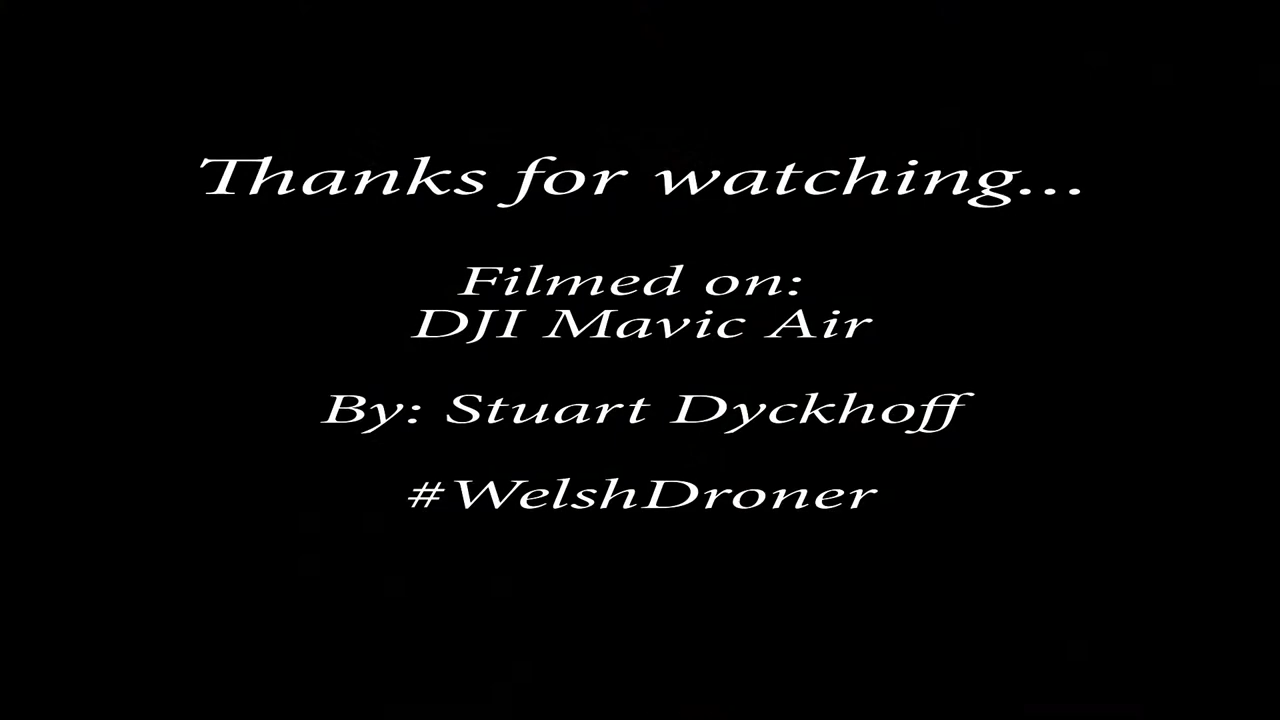 Thanks for watching...
Filmed on:
DJI Mavic Air
By: Stuart Dyckhoff
#WelshDroner